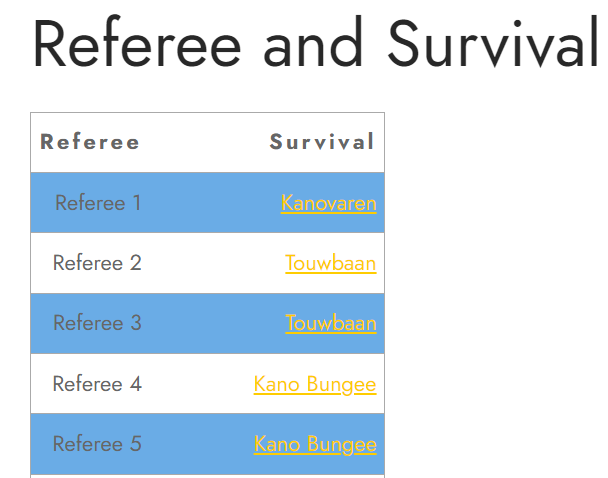 Referee and Survival
Referee Survival
Referee 1 Kanovaren
Referee 2 Touwbaan
Referee 3 Touwbaan
Referee 4 Kano Bungee
Referee 5 Kano Bungee